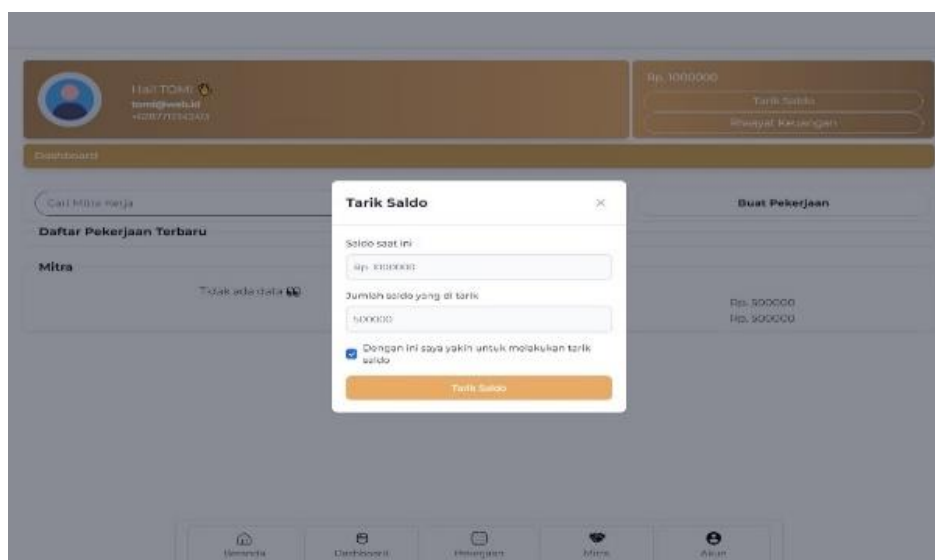 Hai! TOMI
tomi@web.id
Rp. 1000000
Tarik Saldo
Riwayat Keuangan
Dashboard
Cari Mitra Kerja
Buat Pekerjaan
Daftar Pekerjaan Terbaru
Mitra
Tidak ada data
Rp. 500000
Rp. 500000
Tarik Saldo
Saldo saat ini
Rp. 1000000
Jumlah saldo yang di tarik
500000
Dengan ini saya yakin untuk melakukan tarik
saldo
Tarik Saldo
Beranda
Dashboard
Pekerjaan
Mitra
Akun